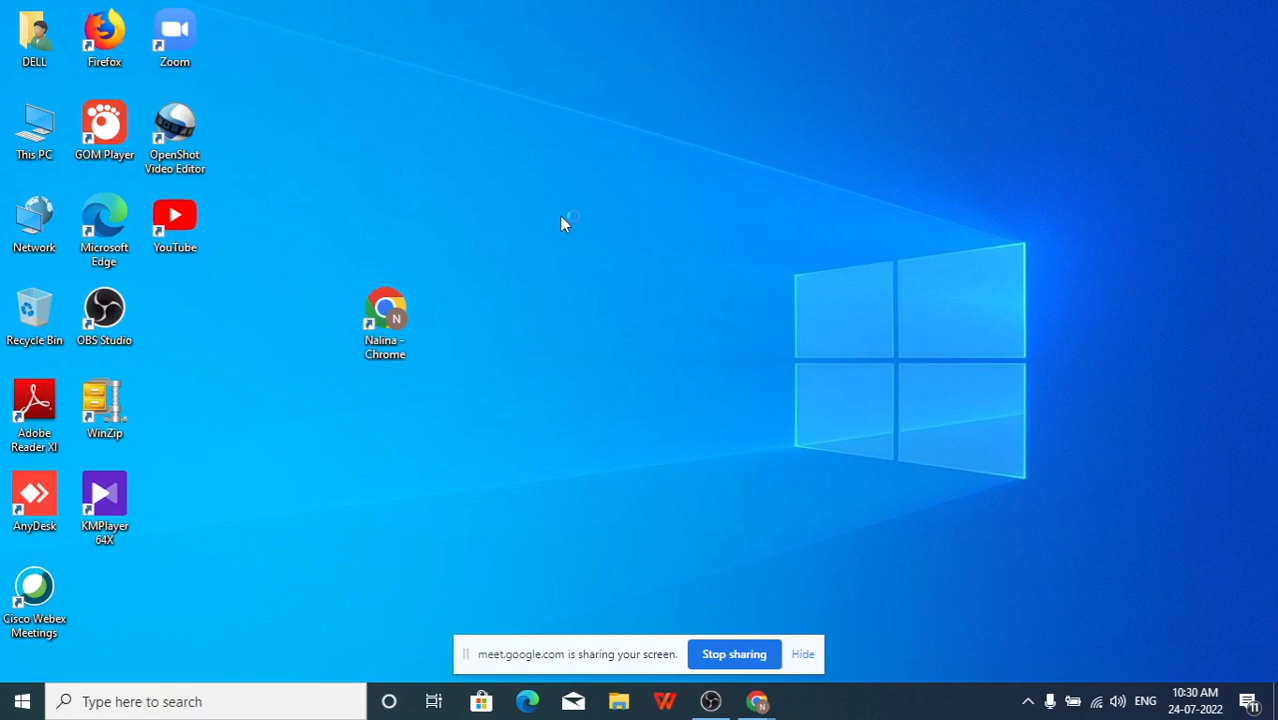 DELL
Firefox
Zoom
This PC
GOM Player
OpenShot
Video Editor
Network
Microsoft
Edge
YouTube
Recycle Bin
OBS Studio
N
Nalina -
Chrome
Adobe
Reader XI
WinZip
AnyDesk
KMPlayer
64X
Cisco Webex
Meetings
meet.google.com is sharing your screen.
Stop sharing
Hide
Type here to search
W
N
ENG
10:30 AM
24-07-2022
11